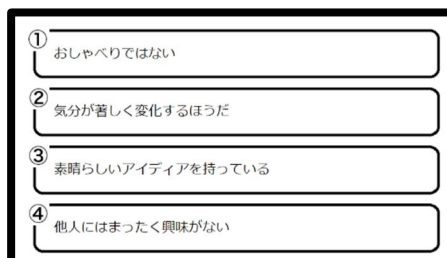 ①
おしゃべりではない
②
気分が著しく変化するほうだ
③
素晴らしいアイディアを持っている
④
他人にはまったく興味がない